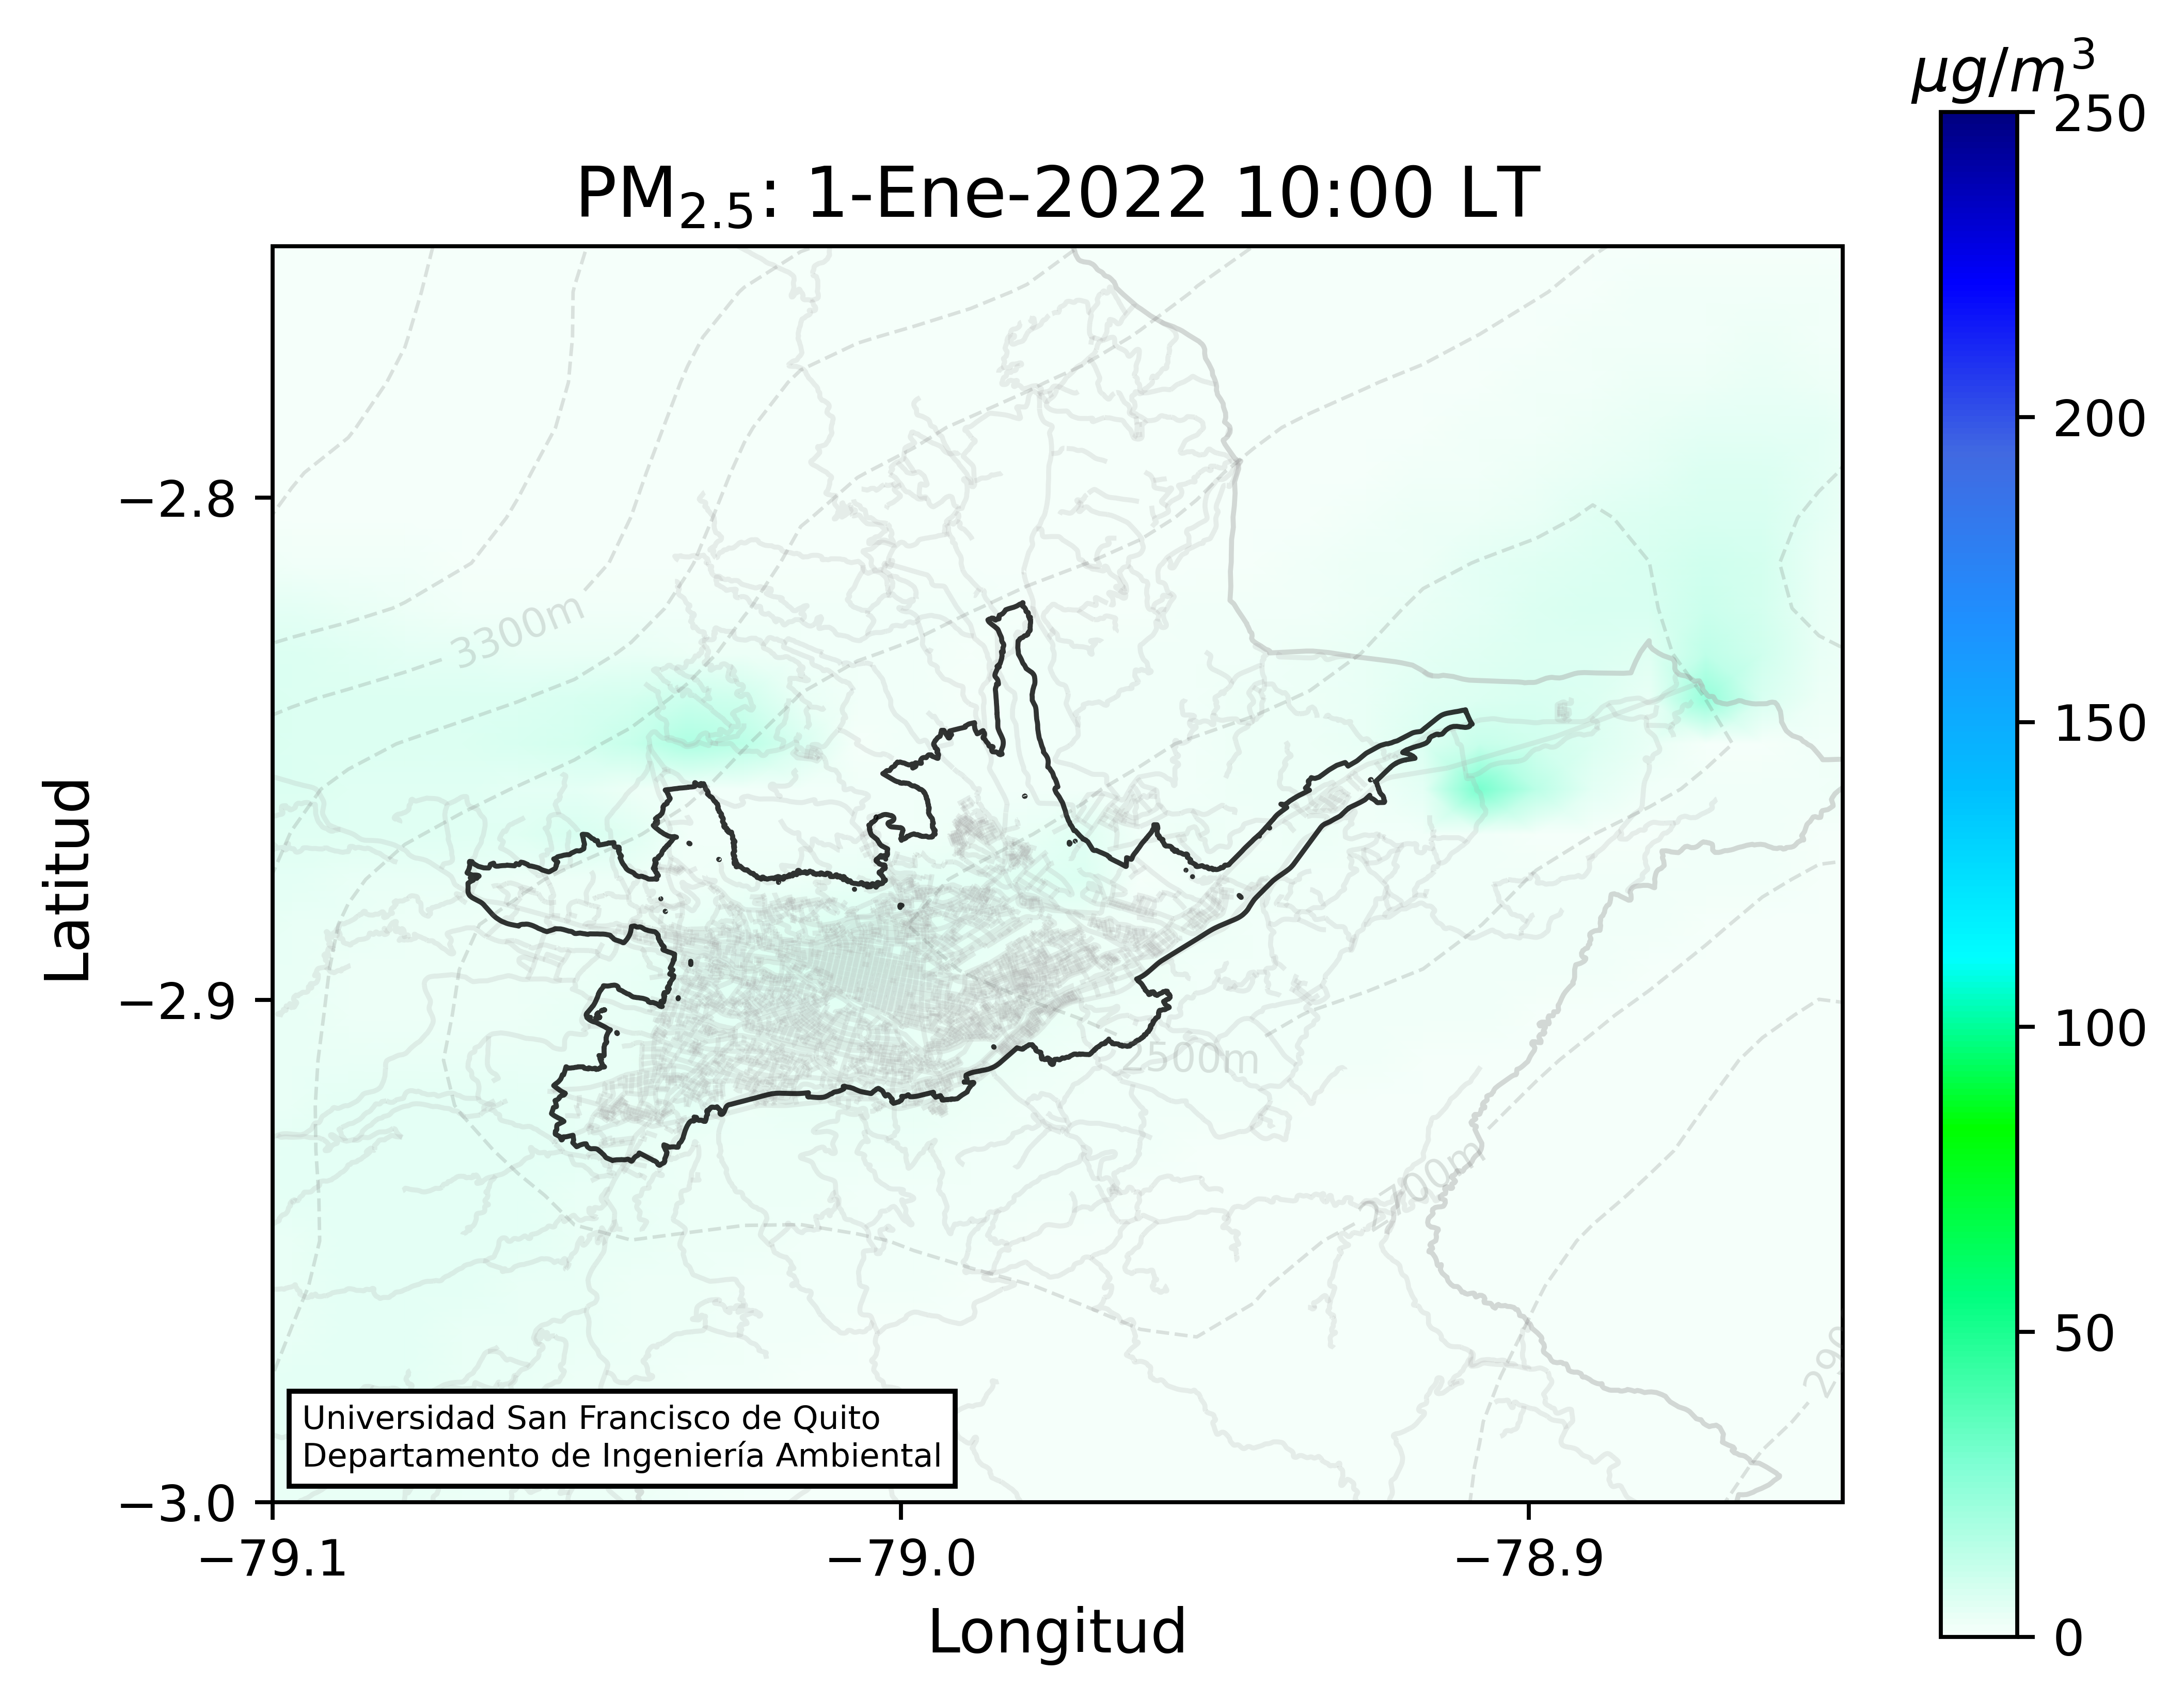 μg/m³
PM₂.₅: 1-Ene-2022 10:00 LT
250
200
150
100
50
0
Latitud
−2.8
−2.9
−3.0
3300m
2500m
2700m
Universidad San Francisco de Quito
Departamento de Ingeniería Ambiental
−79.1
−79.0
−78.9
Longitud